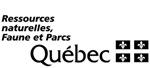 Ressources
naturelles,
Faune et Parcs
Québec